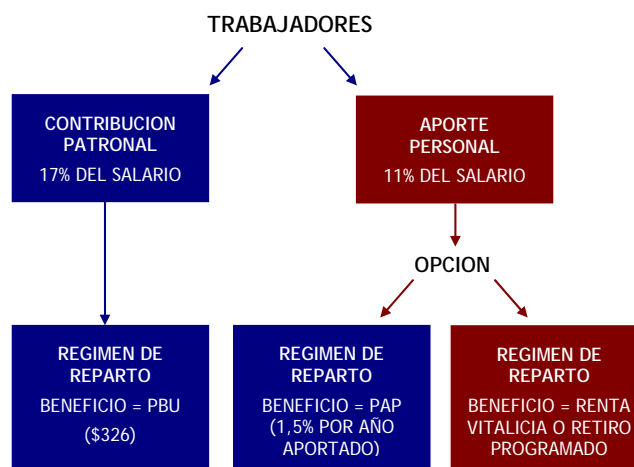 TRABAJADORES
CONTRIBUCION
PATRONAL
17% DEL SALARIO
APORTE
PERSONAL
11% DEL SALARIO
OPCION
REGIMEN DE
REPARTO
BENEFICIO = PBU
($326)
REGIMEN DE
REPARTO
BENEFICIO = PAP
(1,5% POR AÑO
APORTADO)
REGIMEN DE
REPARTO
BENEFICIO = RENTA
VITALICIA O RETIRO
PROGRAMADO